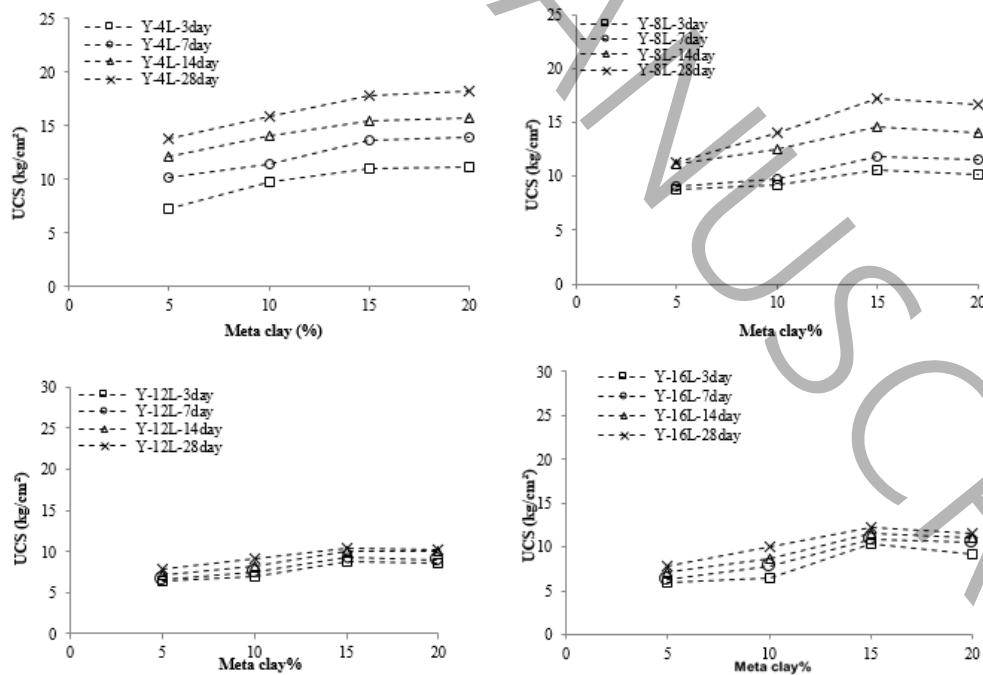 Y-4L-3day
Y-4L-7day
Y-4L-14day
Y-4L-28day
25
20
15
10
5
0
UCS (kg/cm²)
0 5 10 15 20
Meta clay (%)
Y-8L-3day
Y-8L-7day
Y-8L-14day
Y-8L-28day
25
20
15
10
5
0
UCS (kg/cm²)
0 5 10 15 20
Meta clay%
Y-12L-3day
Y-12L-7day
Y-12L-14day
Y-12L-28day
30
25
20
15
10
5
0
UCS (kg/cm²)
0 5 10 15 20
Meta clay%
Y-16L-3day
Y-16L-7day
Y-16L-14day
Y-16L-28day
30
25
20
15
10
5
0
UCS (kg/cm²)
0 5 10 15 20
Meta clay%